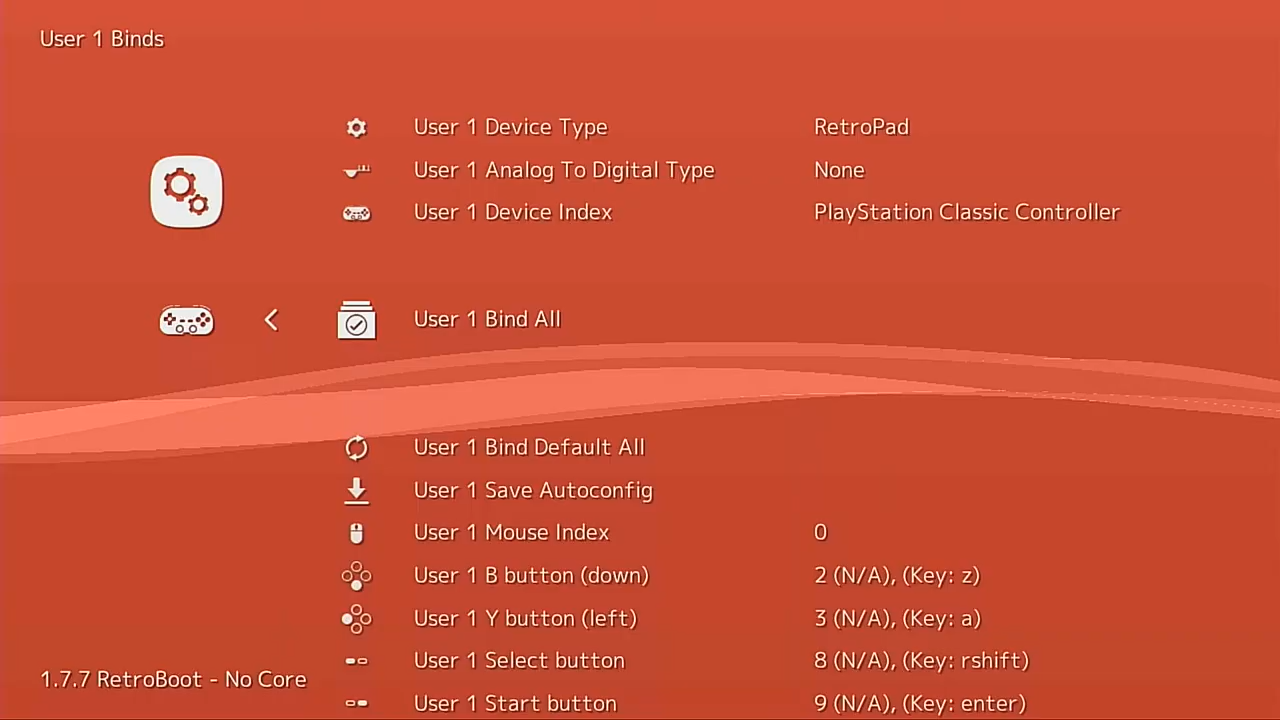 User 1 Binds
User 1 Device Type RetroPad
User 1 Analog To Digital Type None
User 1 Device Index PlayStation Classic Controller
User 1 Bind All
User 1 Bind Default All
User 1 Save Autoconfig
User 1 Mouse Index 0
User 1 B button (down) 2 (N/A), (Key: z)
User 1 Y button (left) 3 (N/A), (Key: a)
User 1 Select button 8 (N/A), (Key: rshift)
User 1 Start button 9 (N/A), (Key: enter)
1.7.7 RetroBoot - No Core